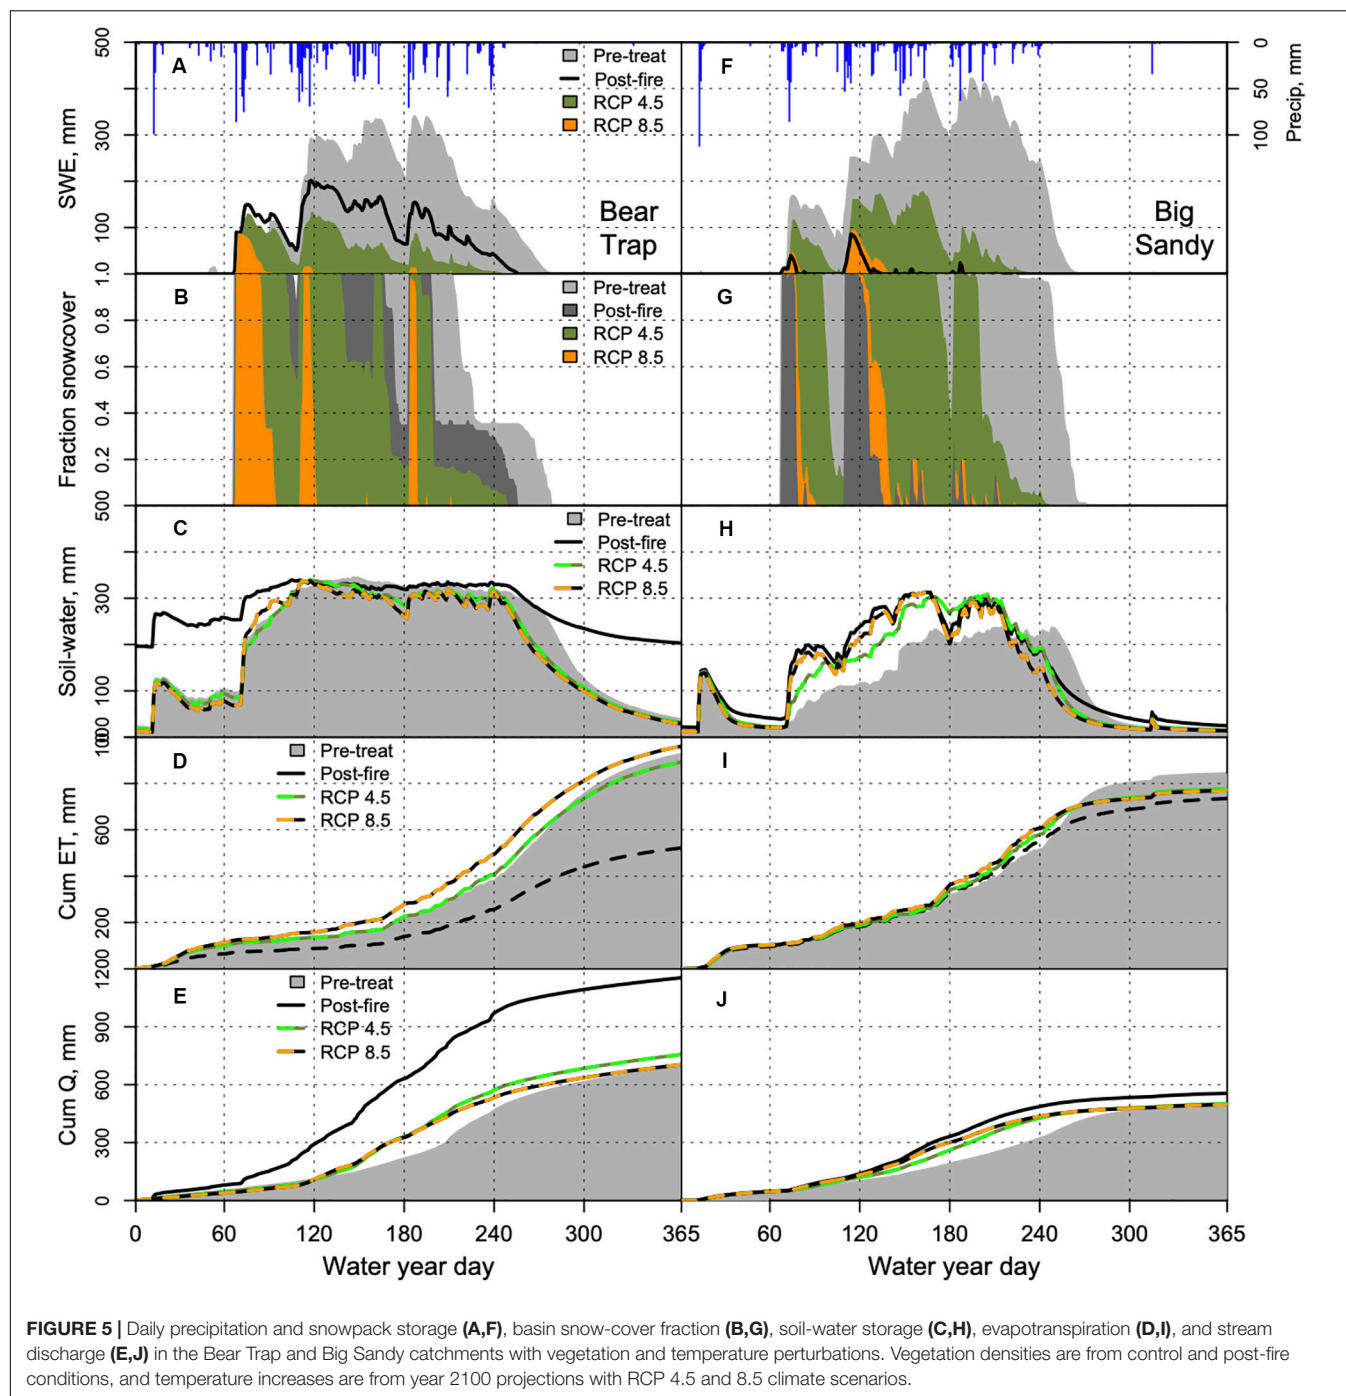 500
300
100
SWE, mm
A
Pre-treat
Post-fire
RCP 4.5
RCP 8.5
Bear
Trap
F
Big
Sandy
0
50
100
Precip, mm
1.0
0.8
0.6
0.4
0.2
Fraction snowcover
B
Pre-treat
Post-fire
RCP 4.5
RCP 8.5
G
500
300
100
Soil-water, mm
C
Pre-treat
Post-fire
RCP 4.5
RCP 8.5
H
600
200
Cum ET, mm
D
Pre-treat
Post-fire
RCP 4.5
RCP 8.5
I
1200
900
600
300
0
Cum Q, mm
E
Pre-treat
Post-fire
RCP 4.5
RCP 8.5
J
0 60 120 180 240 300 365 60 120 180 240 300 365
Water year day Water year day
FIGURE 5 | Daily precipitation and snowpack storage (A,F), basin snow-cover fraction (B,G), soil-water storage (C,H), evapotranspiration (D,I), and stream
discharge (E,J) in the Bear Trap and Big Sandy catchments with vegetation and temperature perturbations. Vegetation densities are from control and post-fire
conditions, and temperature increases are from year 2100 projections with RCP 4.5 and 8.5 climate scenarios.